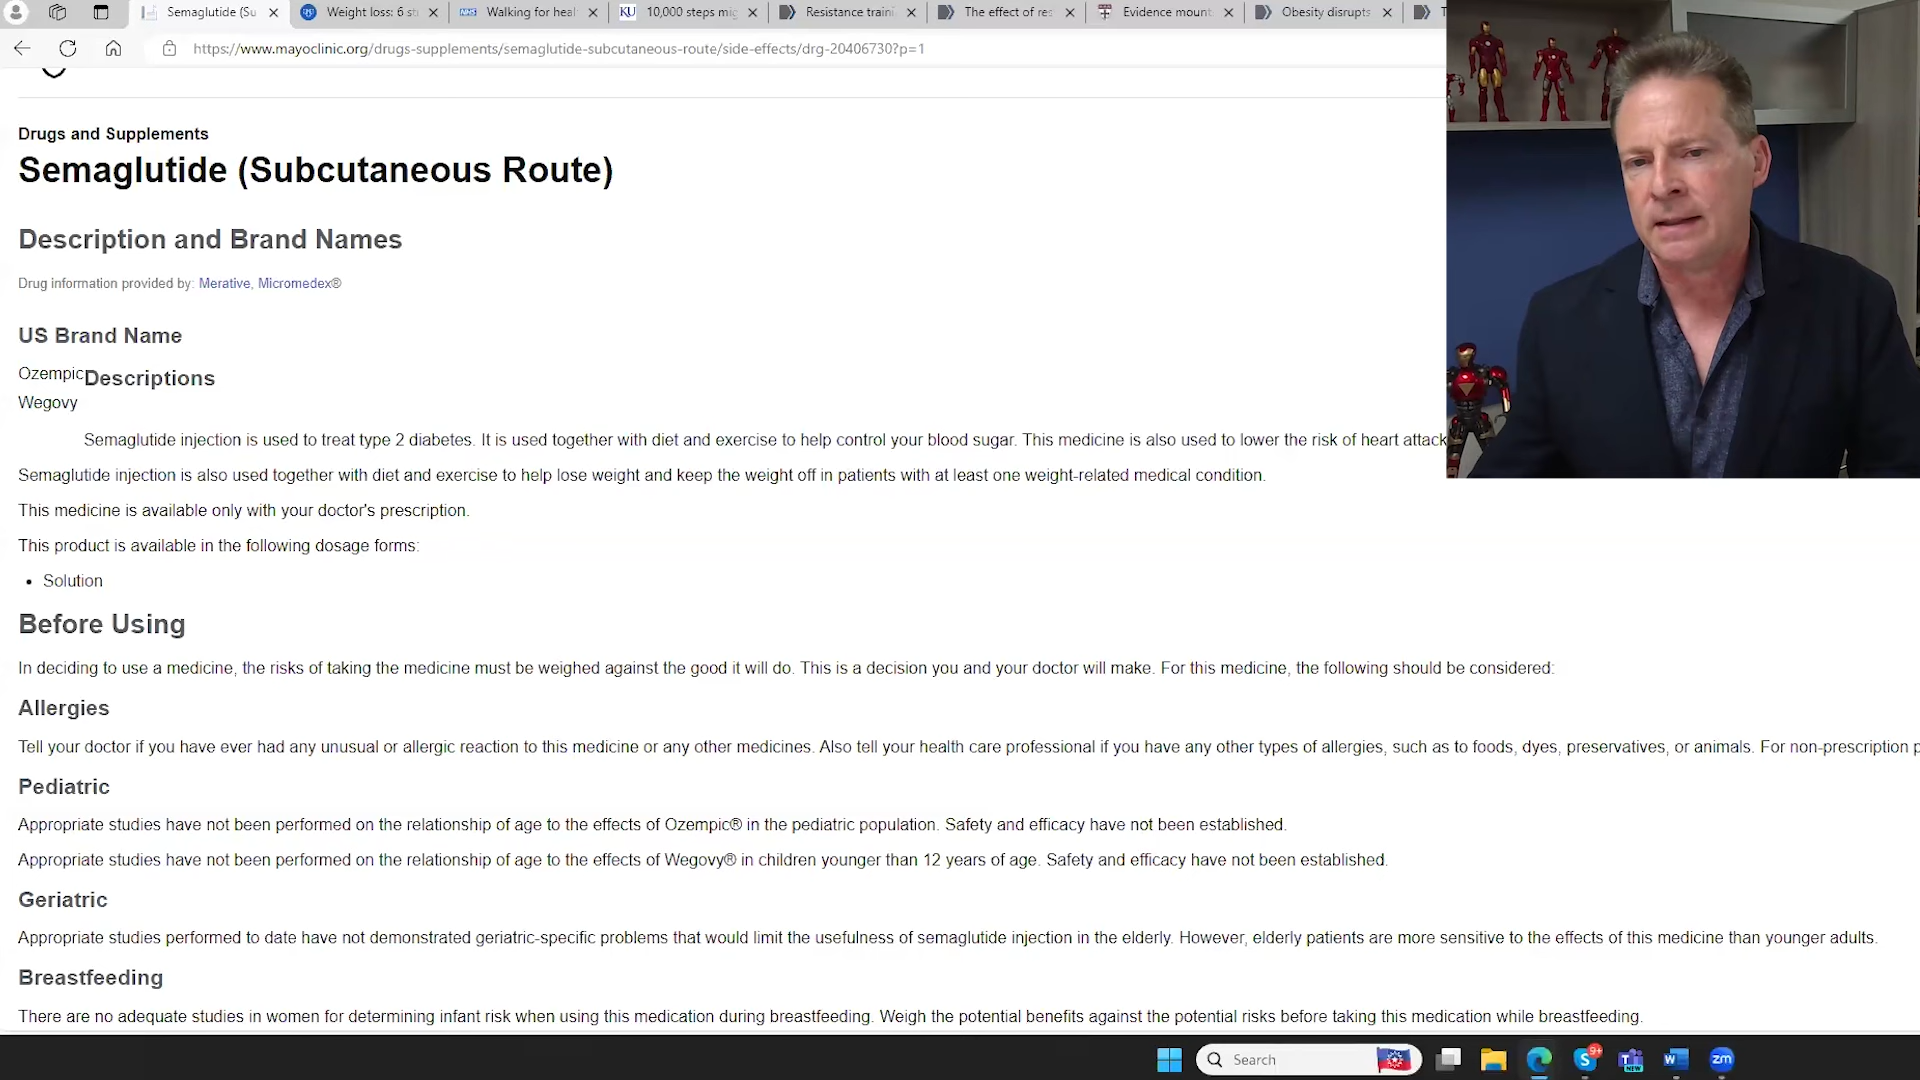 Semaglutide (Su
Weight loss: 6 st
Walking for heal
10,000 steps mig
Resistance traini
The effect of res
Evidence mount
Obesity disrupts
https://www.mayoclinic.org/drugs-supplements/semaglutide-subcutaneous-route/side-effects/drg-20406730?p=1
Drugs and Supplements
Semaglutide (Subcutaneous Route)
Description and Brand Names
Drug information provided by: Merative, Micromedex®
US Brand Name
Ozempic
Descriptions
Wegovy
Semaglutide injection is used to treat type 2 diabetes. It is used together with diet and exercise to help control your blood sugar. This medicine is also used to lower the risk of heart attack
Semaglutide injection is also used together with diet and exercise to help lose weight and keep the weight off in patients with at least one weight-related medical condition.
This medicine is available only with your doctor's prescription.
This product is available in the following dosage forms:
• Solution
Before Using
In deciding to use a medicine, the risks of taking the medicine must be weighed against the good it will do. This is a decision you and your doctor will make. For this medicine, the following should be considered:
Allergies
Tell your doctor if you have ever had any unusual or allergic reaction to this medicine or any other medicines. Also tell your health care professional if you have any other types of allergies, such as to foods, dyes, preservatives, or animals. For non-prescription p
Pediatric
Appropriate studies have not been performed on the relationship of age to the effects of Ozempic® in the pediatric population. Safety and efficacy have not been established.
Appropriate studies have not been performed on the relationship of age to the effects of Wegovy® in children younger than 12 years of age. Safety and efficacy have not been established.
Geriatric
Appropriate studies performed to date have not demonstrated geriatric-specific problems that would limit the usefulness of semaglutide injection in the elderly. However, elderly patients are more sensitive to the effects of this medicine than younger adults.
Breastfeeding
There are no adequate studies in women for determining infant risk when using this medication during breastfeeding. Weigh the potential benefits against the potential risks before taking this medication while breastfeeding.
Search